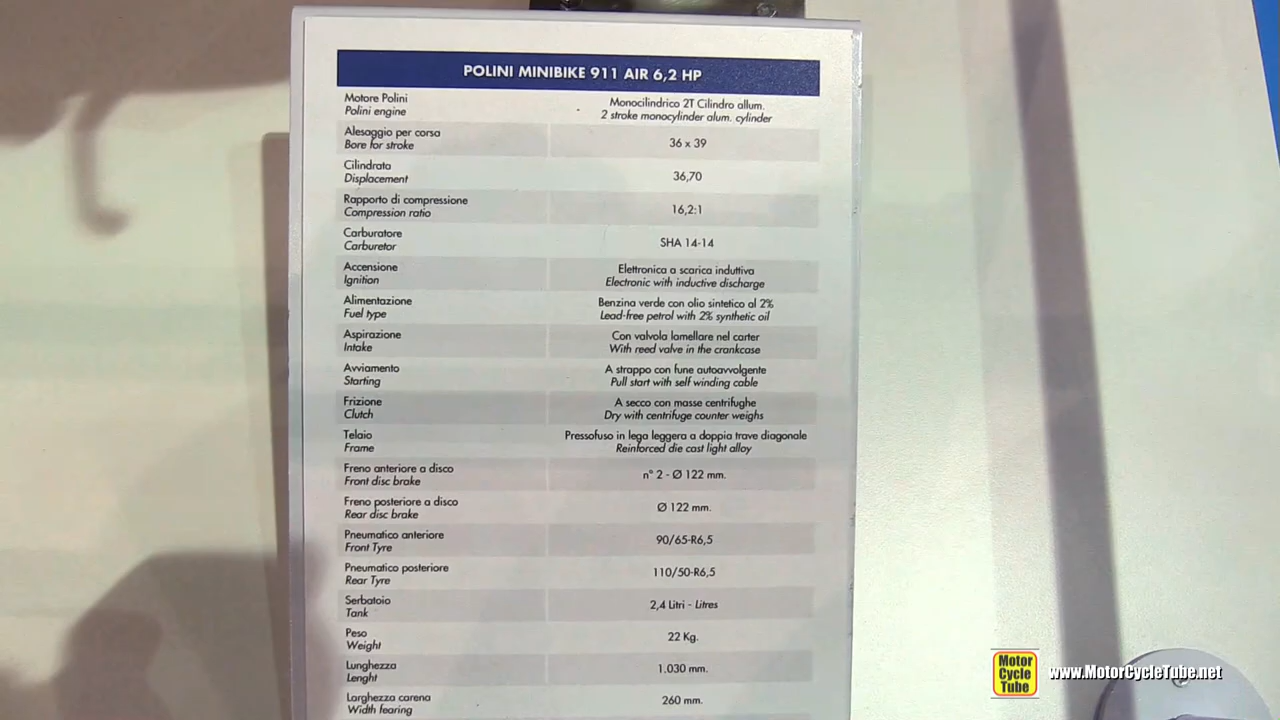 POLINI MINIBIKE 911 AIR 6,2 HP
Motore Polini
Polini engine
Monocilindrico 2T Cilindro allum.
2 stroke monocylinder alum. cylinder
Alesaggio per corsa
Bore for stroke
36 x 39
Cilindrata
Displacement
36,70
Rapporto di compressione
Compression ratio
16,2:1
Carburatore
Carburetor
SHA 14-14
Accensione
Ignition
Elettronica a scarica induttiva
Electronic with inductive discharge
Alimentazione
Fuel type
Benzina verde con olio sintetico al 2%
Lead-free petrol with 2% synthetic oil
Aspirazione
Intake
Con valvola lamellare nel carter
With reed valve in the crankcase
Avviamento
Starting
A strappo con fune autoavvolgente
Pull start with self winding cable
Frizione
Clutch
A secco con masse centrifughe
Dry with centrifuge counter weighs
Telaio
Frame
Pressofuso in lega leggera a doppia trave diagonale
Reinforced die cast light alloy
Freno anteriore a disco
Front disc brake
n° 2 - Ø 122 mm.
Freno posteriore a disco
Rear disc brake
Ø 122 mm.
Pneumatico anteriore
Front Tyre
90/65-R6,5
Pneumatico posteriore
Rear Tyre
110/50-R6,5
Serbatoio
Tank
2,4 Litri - Litres
Peso
Weight
22 Kg.
Lunghezza
Lenght
1.030 mm.
Larghezza carena
Width fearing
260 mm.
Motor
Cycle
Tube
www.MotorCycleTube.net